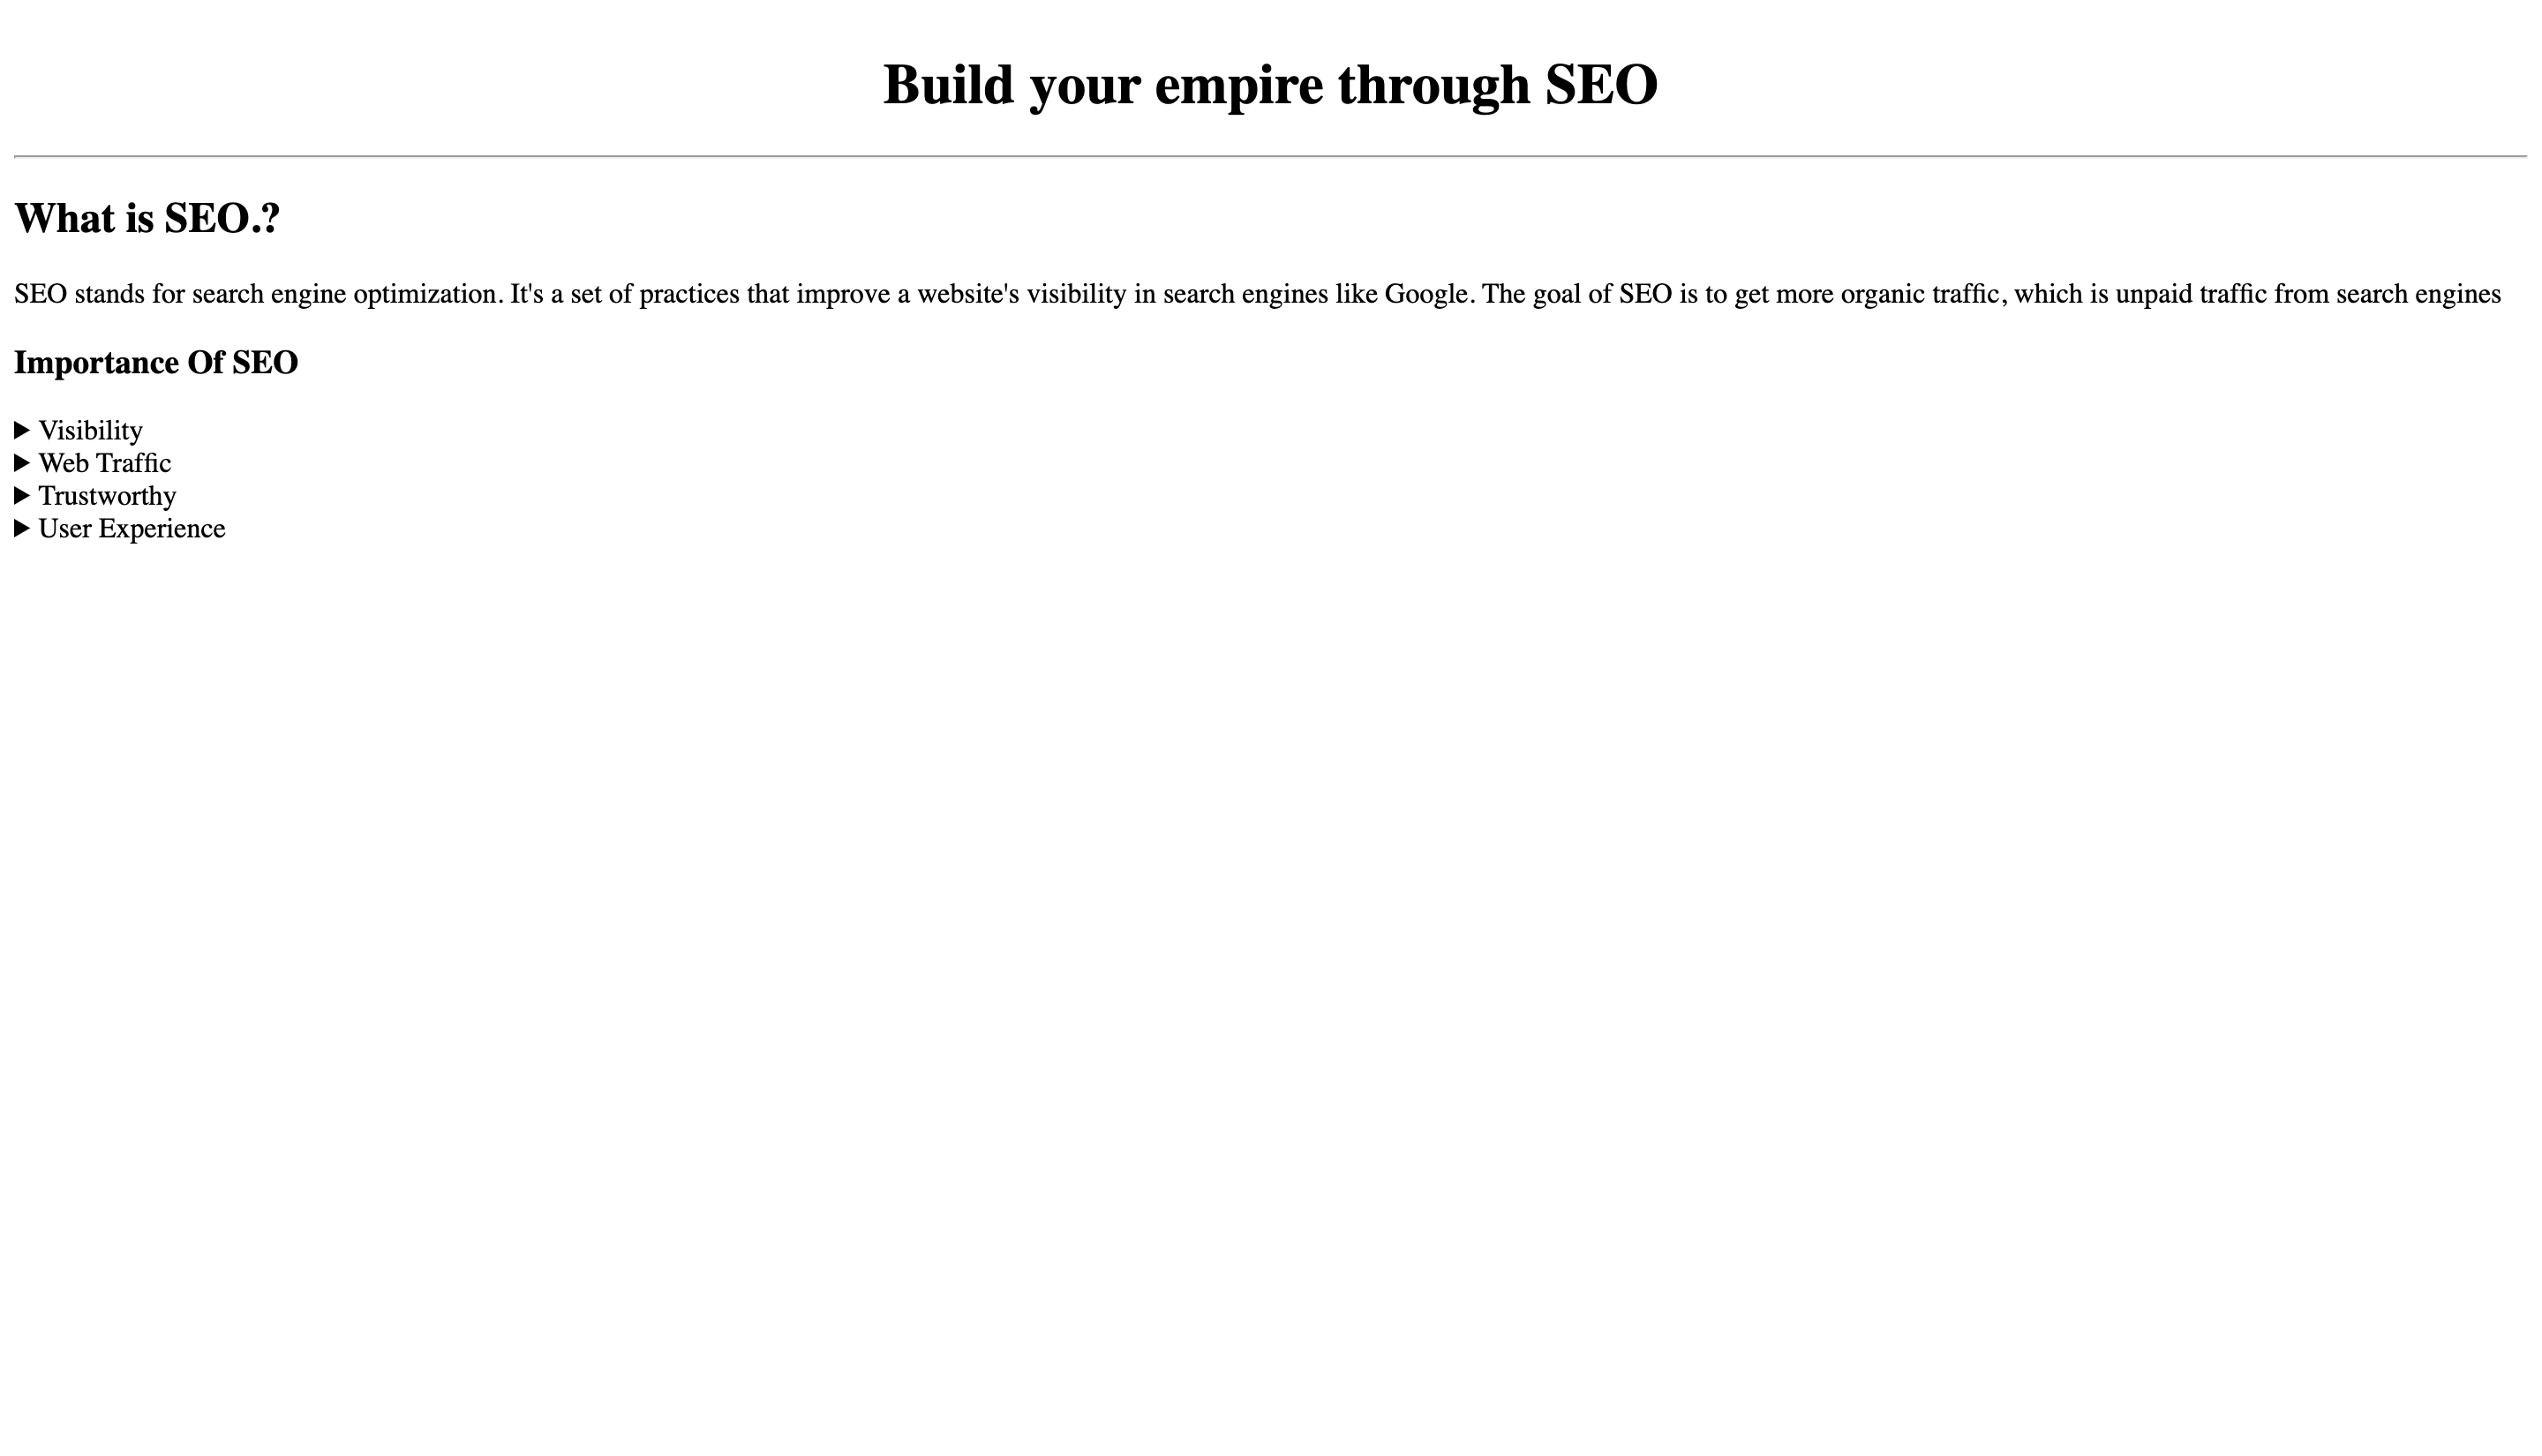 Build your empire through SEO
What is SEO.?
SEO stands for search engine optimization. It's a set of practices that improve a website's visibility in search engines like Google. The goal of SEO is to get more organic traffic, which is unpaid traffic from search engines
Importance Of SEO
Visibility
Web Traffic
Trustworthy
User Experience